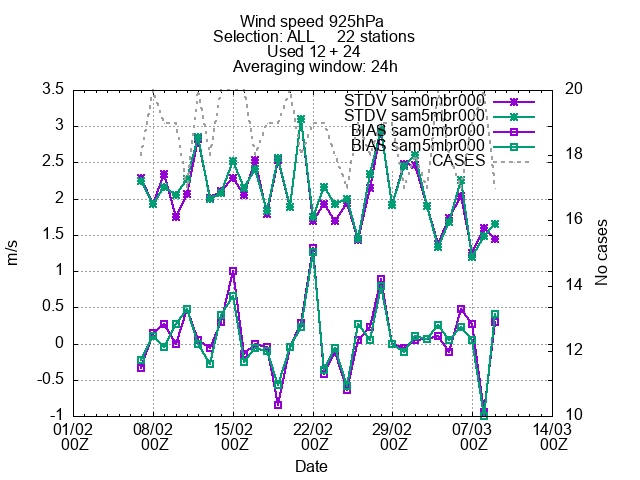 Wind speed 925hPa
Selection: ALL 22 stations
Used 12 + 24
Averaging window: 24h
3.5
3
2.5
2
1.5
1
0.5
0
-0.5
-1
m/s
20
18
16
14
12
10
No cases
STDV sam0mbr000
STDV sam5mbr000
BIAS sam0mbr000
BIAS sam5mbr000
CASES
01/02 08/02 15/02 22/02 29/02 07/03 14/03
00Z 00Z 00Z 00Z 00Z 00Z 00Z
Date